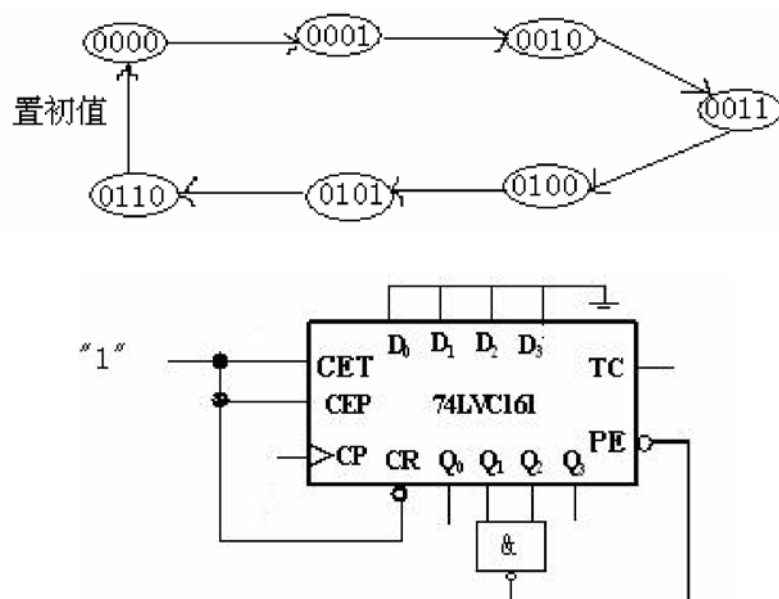 0000 0001 0010
置初值 0011
0110 0101 0100
D₀ D₁ D₂ D₃
"1" CET TC
CEP 74LVC161
PE
CP CR Q₀ Q₁ Q₂ Q₃
&